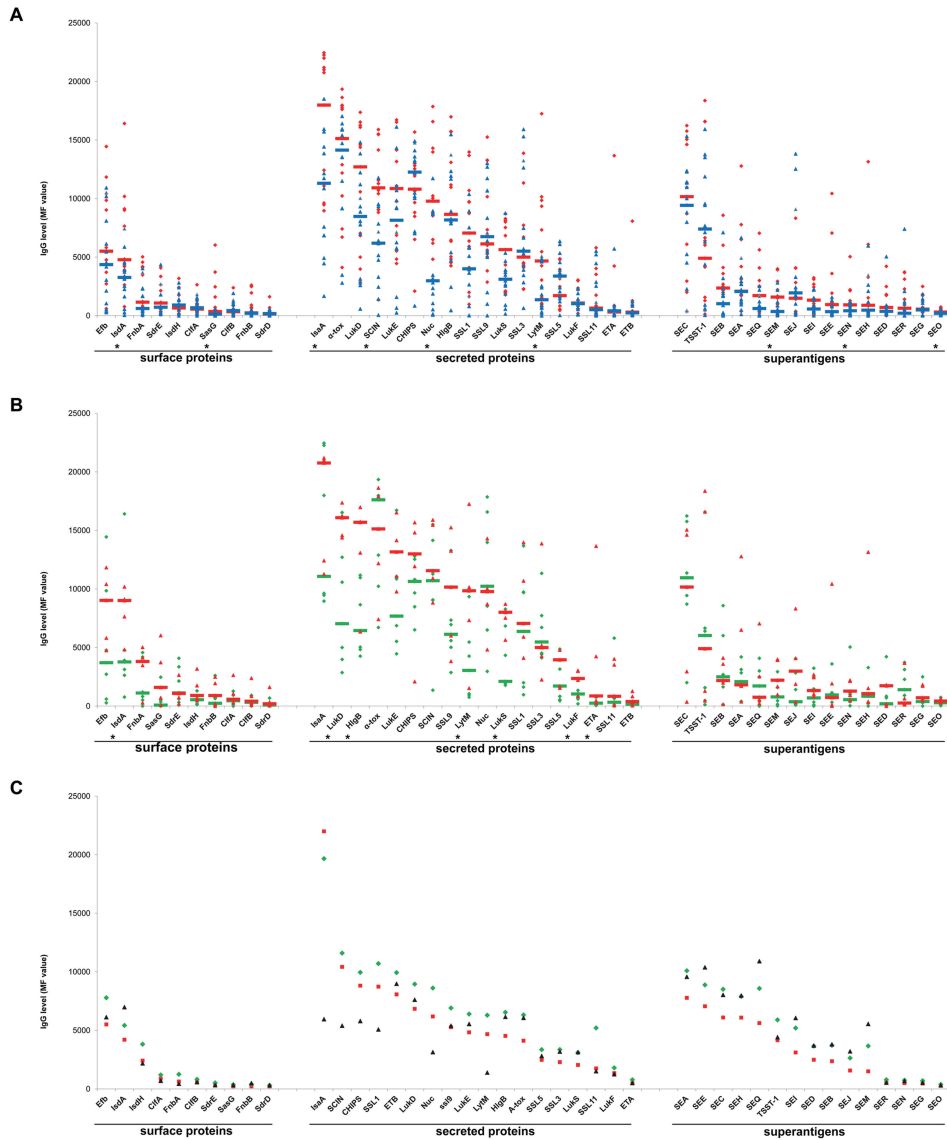 A
25000
20000
15000
10000
5000
0
IgG level (MF value)
Efb IsdA FnbA SdrE IsdH ClfA SasG ClfB FnbB SdrD
IsaA α-tox LukD SCIN LukE CHIPS Nuc HlgB SSL1 SSL9 LukS SSL3 LytM SSL5 LukF SSL11 ETA ETB
SEC TSST-1 SEB SEA SEQ SEM SEJ SEI SEE SEN SEH SED SER SEG SEO
* * * * * * * * *
surface proteins secreted proteins superantigens
B
25000
20000
15000
10000
5000
0
IgG level (MF value)
Efb IsdA FnbA SasG SdrE IsdH FnbB ClfA ClfB SdrD
IsaA LukD HlgB α-tox LukE CHIPS SCIN SSL9 LytM Nuc LukS SSL1 SSL3 SSL5 LukF ETA SSL11 ETB
SEC TSST-1 SEB SEA SEQ SEM SEJ SEI SEE SEN SEH SED SER SEG SEO
* * * * * * *
surface proteins secreted proteins superantigens
C
25000
20000
15000
10000
5000
0
IgG level (MF value)
Efb IsdA IsdH ClfA FnbA ClfB SdrE SasG FnbB SdrD
IsaA SCIN CHIPS SSL1 ETB LukD Nuc ssl9 LukE LytM HlgB A-tox SSL5 SSL3 LukS SSL11 LukF ETA
SEA SEE SEC SEH SEQ TSST-1 SEI SED SEB SEJ SEM SER SEN SEG SEO
surface proteins secreted proteins superantigens